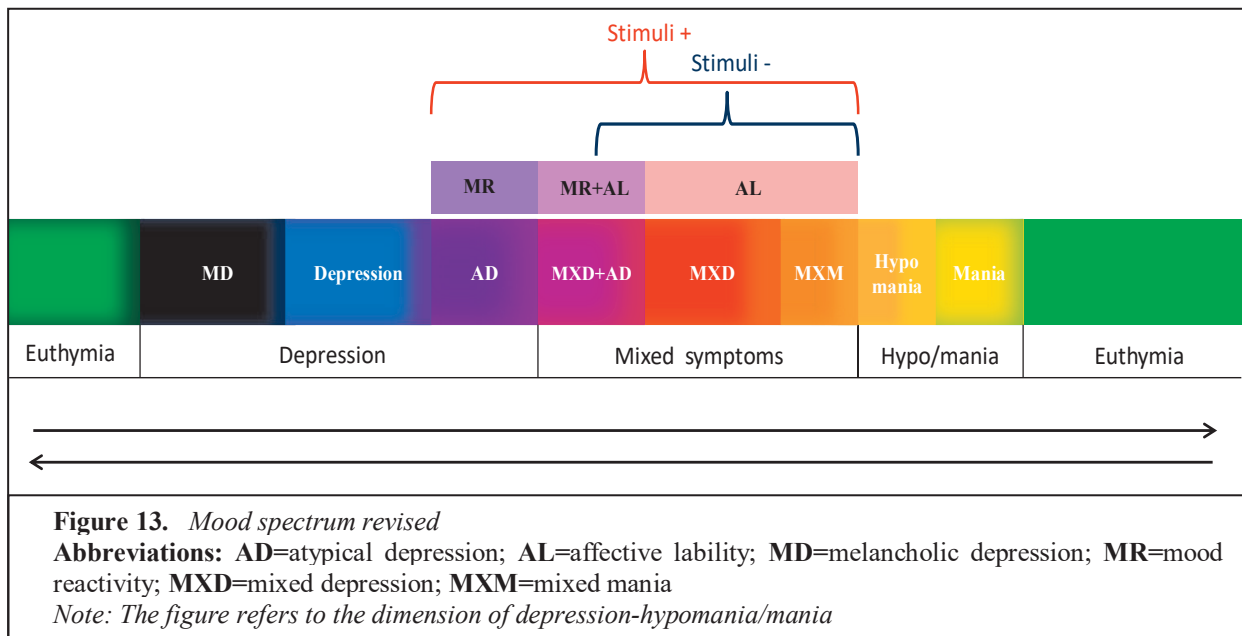 Stimuli +
Stimuli -
MR
MR+AL
AL
MD
Depression
AD
MXD+AD
MXD
MXM
Hypo
mania
Mania
Euthymia
Depression
Mixed symptoms
Hypo/mania
Euthymia
Figure 13. Mood spectrum revised
Abbreviations: AD=atypical depression; AL=affective lability; MD=melancholic depression; MR=mood
reactivity; MXD=mixed depression; MXM=mixed mania
Note: The figure refers to the dimension of depression-hypomania/mania